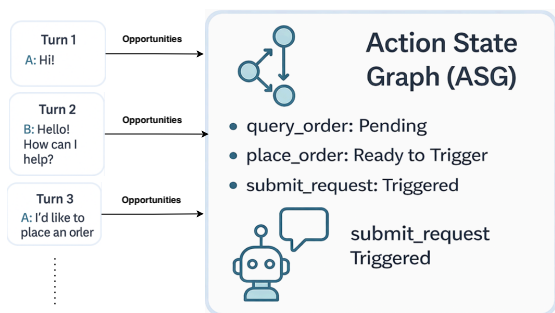 Turn 1
A: Hi!
Opportunities
Turn 2
B: Hello!
How can I
help?
Opportunities
Turn 3
A: I'd like to
place an orler
Opportunities
Action State
Graph (ASG)
query_order: Pending
place_order: Ready to Trigger
submit_request: Triggered
submit_request
Triggered